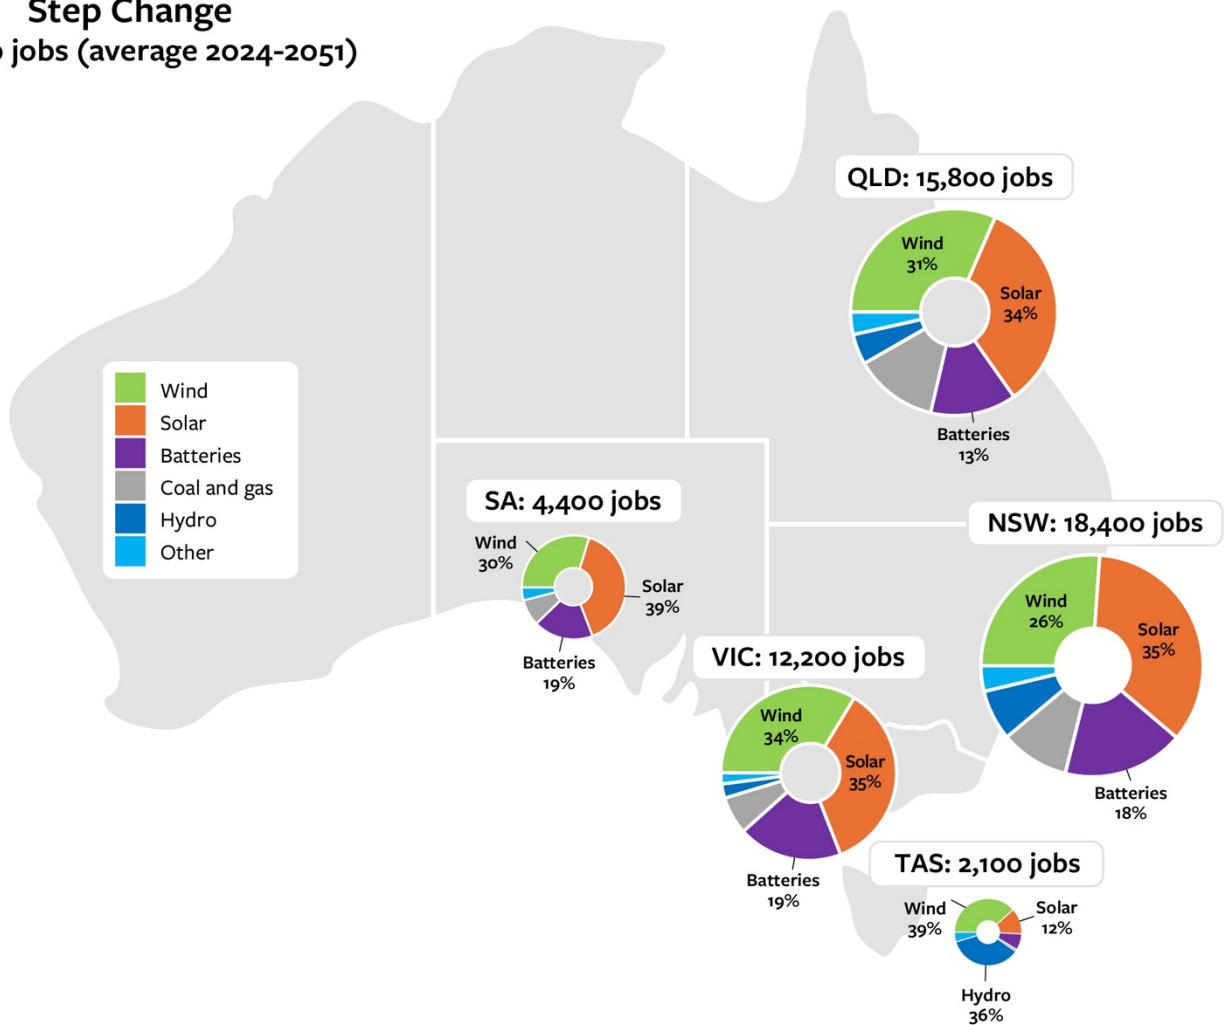 Step Change
jobs (average 2024-2051)
QLD: 15,800 jobs
Wind
31%
Solar
34%
Batteries
13%
Wind
Solar
Batteries
Coal and gas
Hydro
Other
SA: 4,400 jobs
Wind
30%
Solar
39%
Batteries
19%
NSW: 18,400 jobs
Wind
26%
Solar
35%
Batteries
18%
VIC: 12,200 jobs
Wind
34%
Solar
35%
Batteries
19%
TAS: 2,100 jobs
Wind
39%
Solar
12%
Hydro
36%